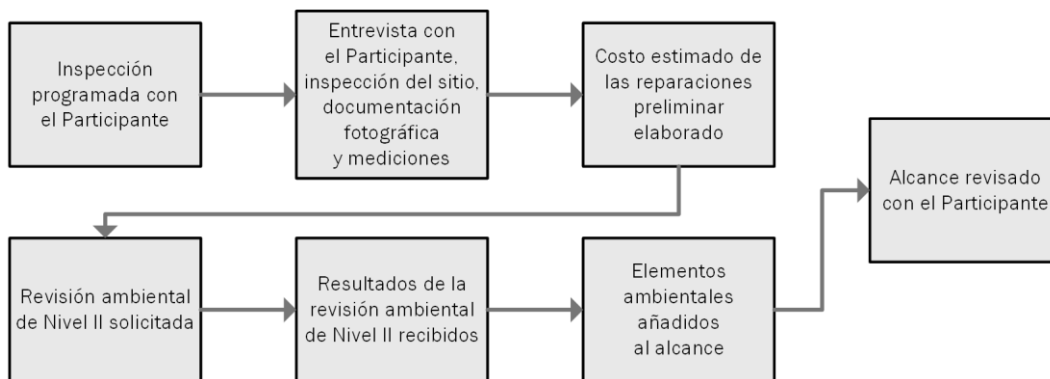 Inspección
programada con
el Participante
Entrevista con
el Participante,
inspección del sitio,
documentación
fotográfica
y mediciones
Costo estimado de
las reparaciones
preliminar
elaborado
Revisión ambiental
de Nivel II solicitada
Resultados de la
revisión ambiental
de Nivel II recibidos
Elementos
ambientales
añadidos
al alcance
Alcance revisado
con el Participante